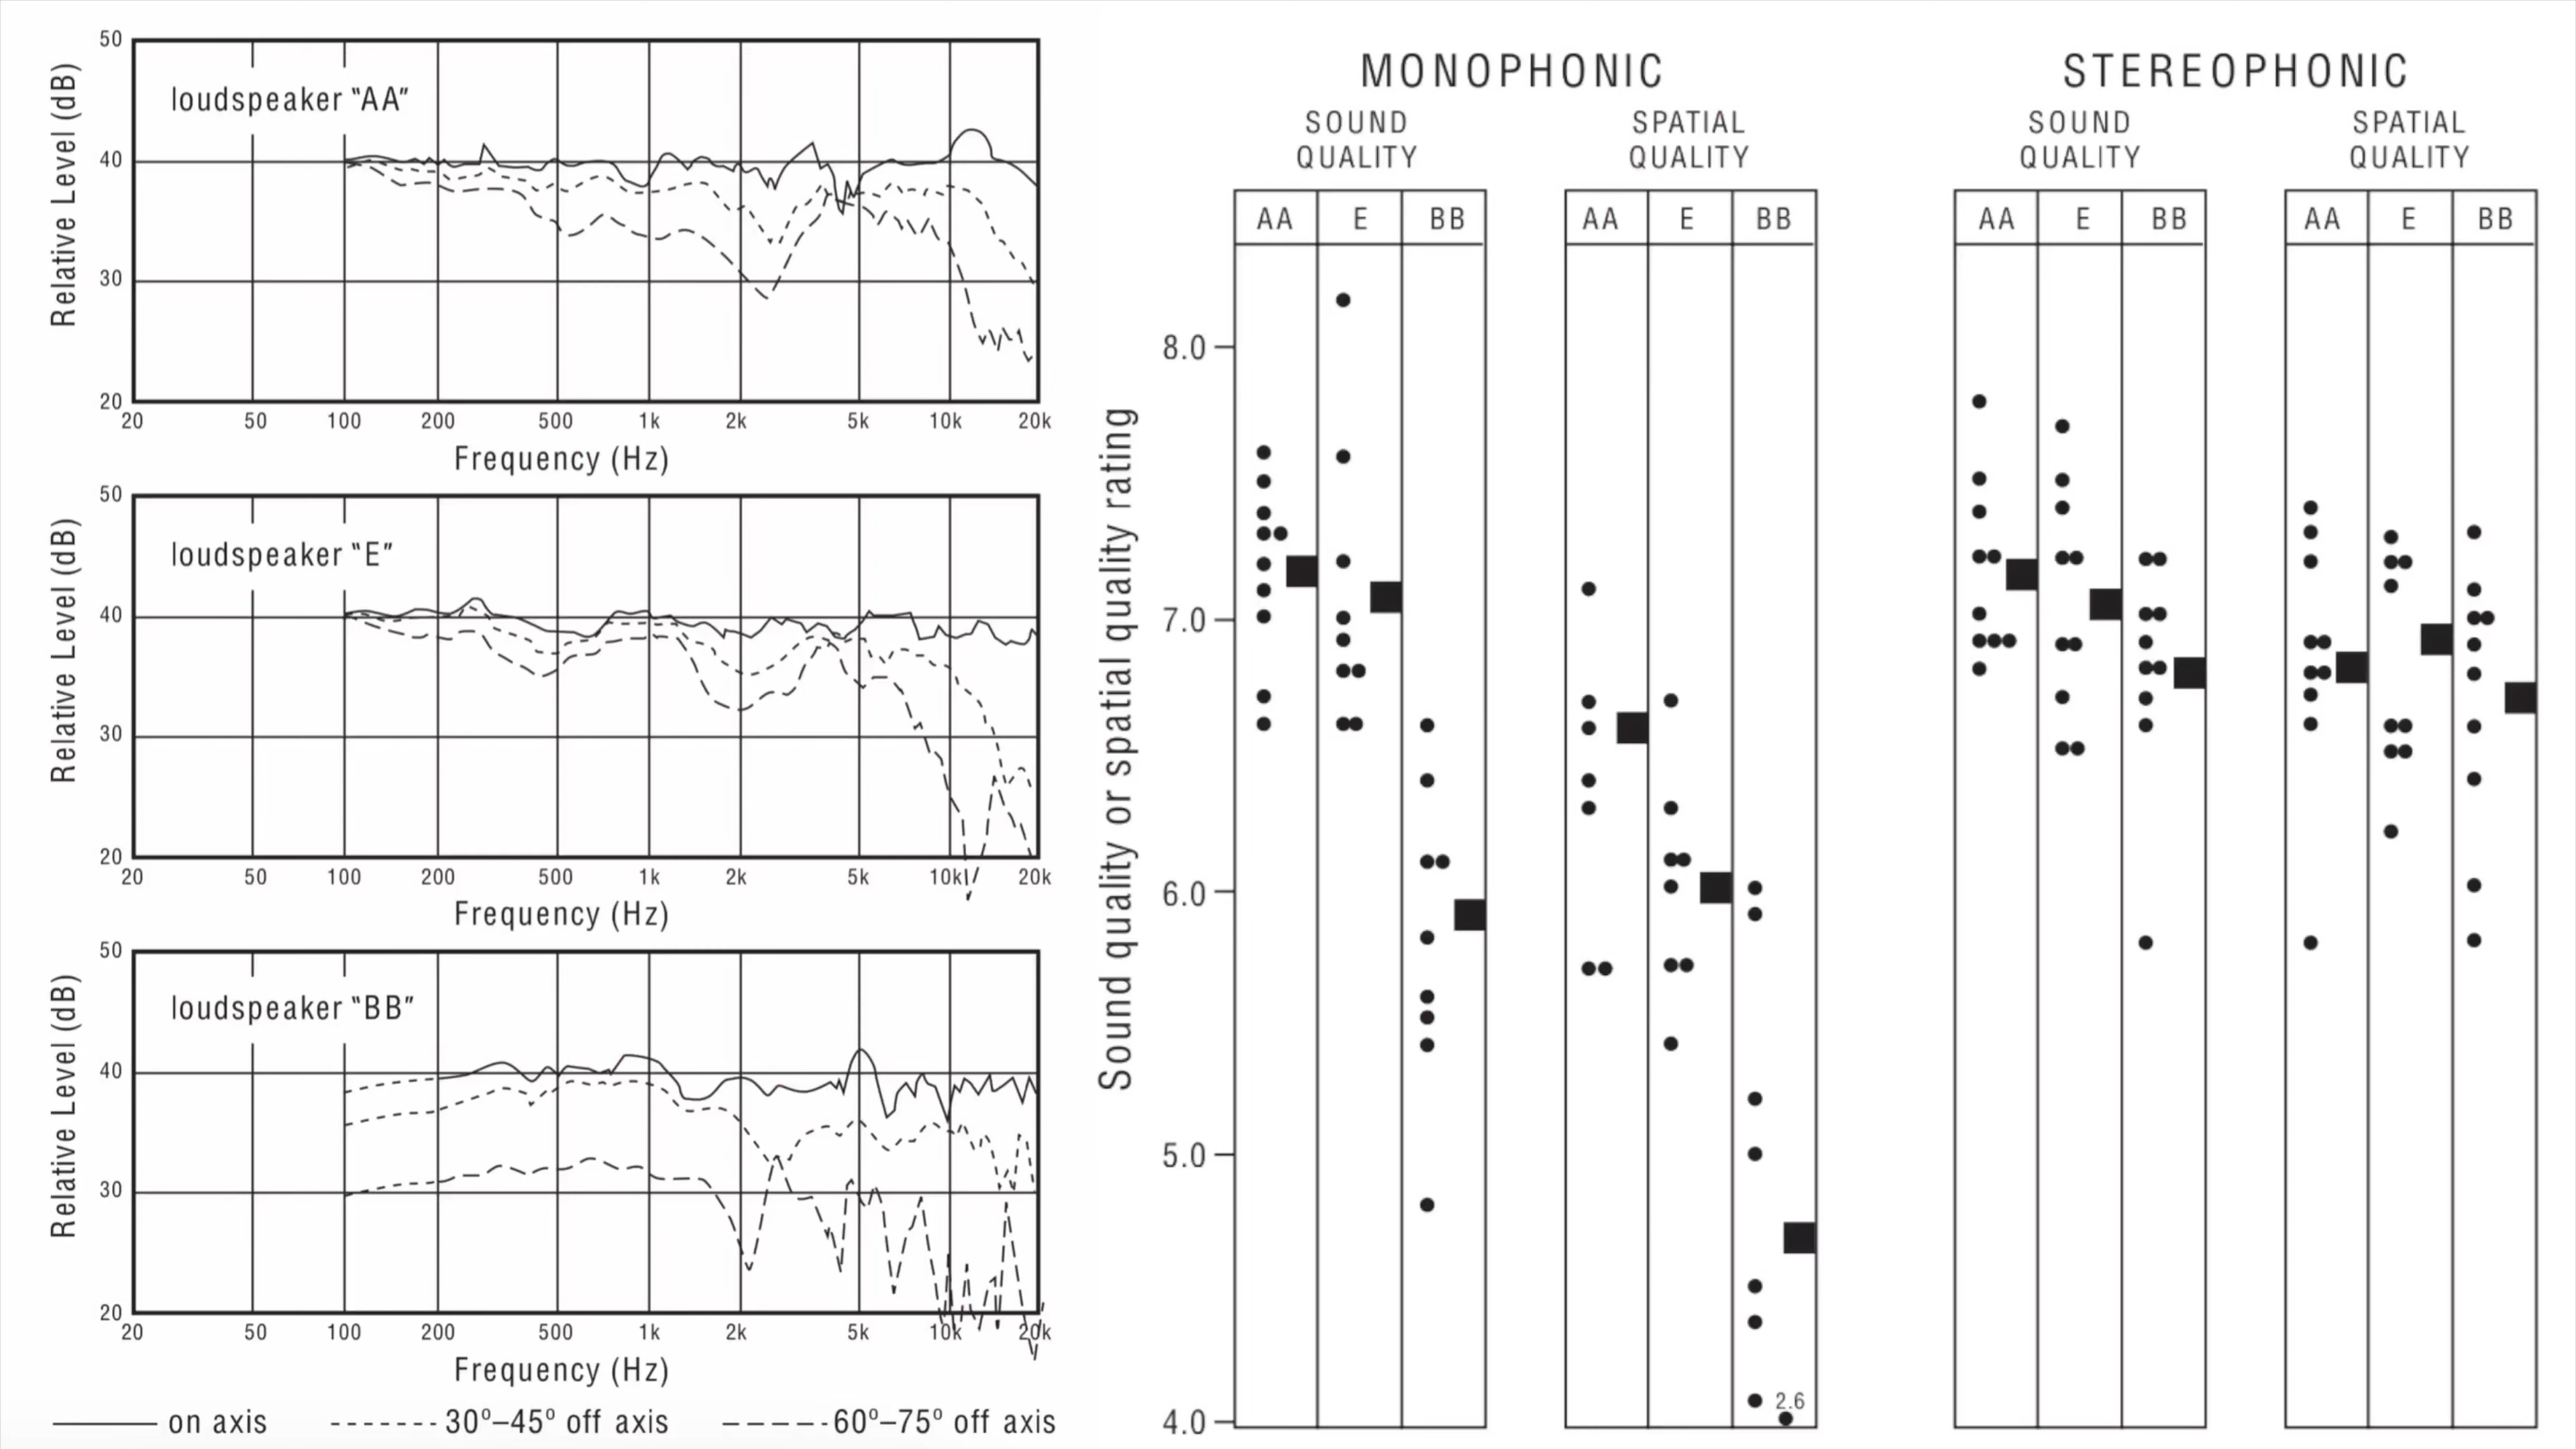 50
loudspeaker "AA"
40
30
20
Relative Level (dB)
20 50 100 200 500 1k 2k 5k 10k 20k
Frequency (Hz)
50
loudspeaker "E"
40
30
20
Relative Level (dB)
20 50 100 200 500 1k 2k 5k 10k 20k
Frequency (Hz)
50
loudspeaker "BB"
40
30
20
Relative Level (dB)
20 50 100 200 500 1k 2k 5k 10k 20k
Frequency (Hz)
on axis 30º–45º off axis 60º–75º off axis
MONOPHONIC
SOUND
QUALITY
SPATIAL
QUALITY
AA E BB
AA E BB
STEREOPHONIC
SOUND
QUALITY
SPATIAL
QUALITY
AA E BB
AA E BB
Sound quality or spatial quality rating
8.0
7.0
6.0
5.0
4.0
2.6